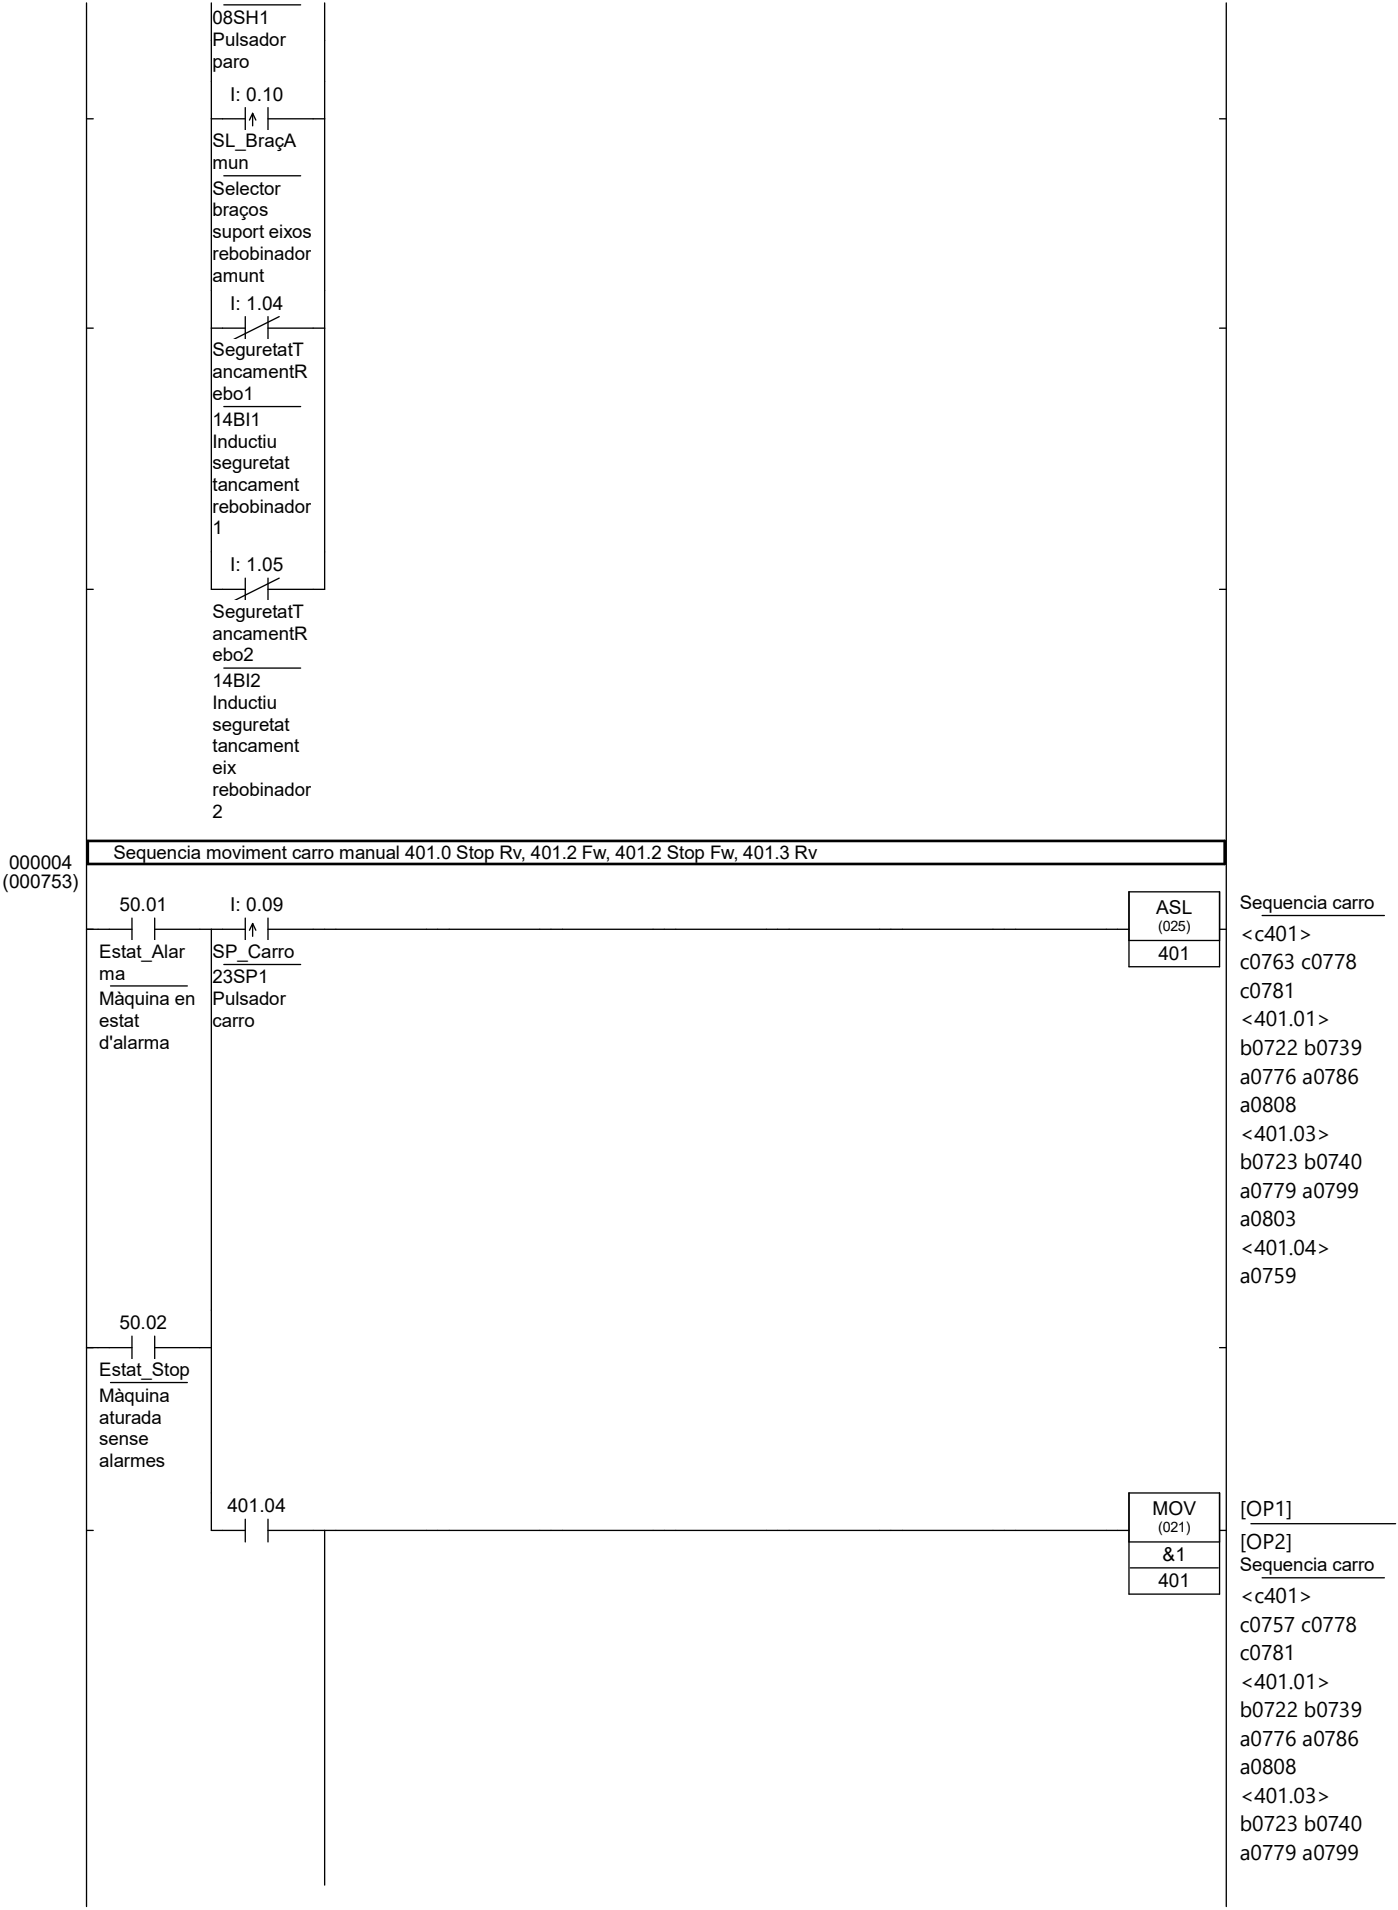 08SH1
Pulsador
paro
I: 0.10
SL_BraçA
mun
Selector
braços
suport eixos
rebobinador
amunt
I: 1.04
SeguretatT
ancamentR
ebo1
14BI1
Inductiu
seguretat
tancament
rebobinador
1
I: 1.05
SeguretatT
ancamentR
ebo2
14BI2
Inductiu
seguretat
tancament
eix
rebobinador
2
000004
(000753)
Sequencia moviment carro manual 401.0 Stop Rv, 401.2 Fw, 401.2 Stop Fw, 401.3 Rv
50.01
Estat_Alar
ma
Màquina en
estat
d'alarma
I: 0.09
SP_Carro
23SP1
Pulsador
carro
ASL
(025)
401
Sequencia carro
<c401>
c0763 c0778
c0781
<401.01>
b0722 b0739
a0776 a0786
a0808
<401.03>
b0723 b0740
a0779 a0799
a0803
<401.04>
a0759
50.02
Estat_Stop
Màquina
aturada
sense
alarmes
401.04
MOV
(021)
&1
401
[OP1]
[OP2]
Sequencia carro
<c401>
c0757 c0778
c0781
<401.01>
b0722 b0739
a0776 a0786
a0808
<401.03>
b0723 b0740
a0779 a0799